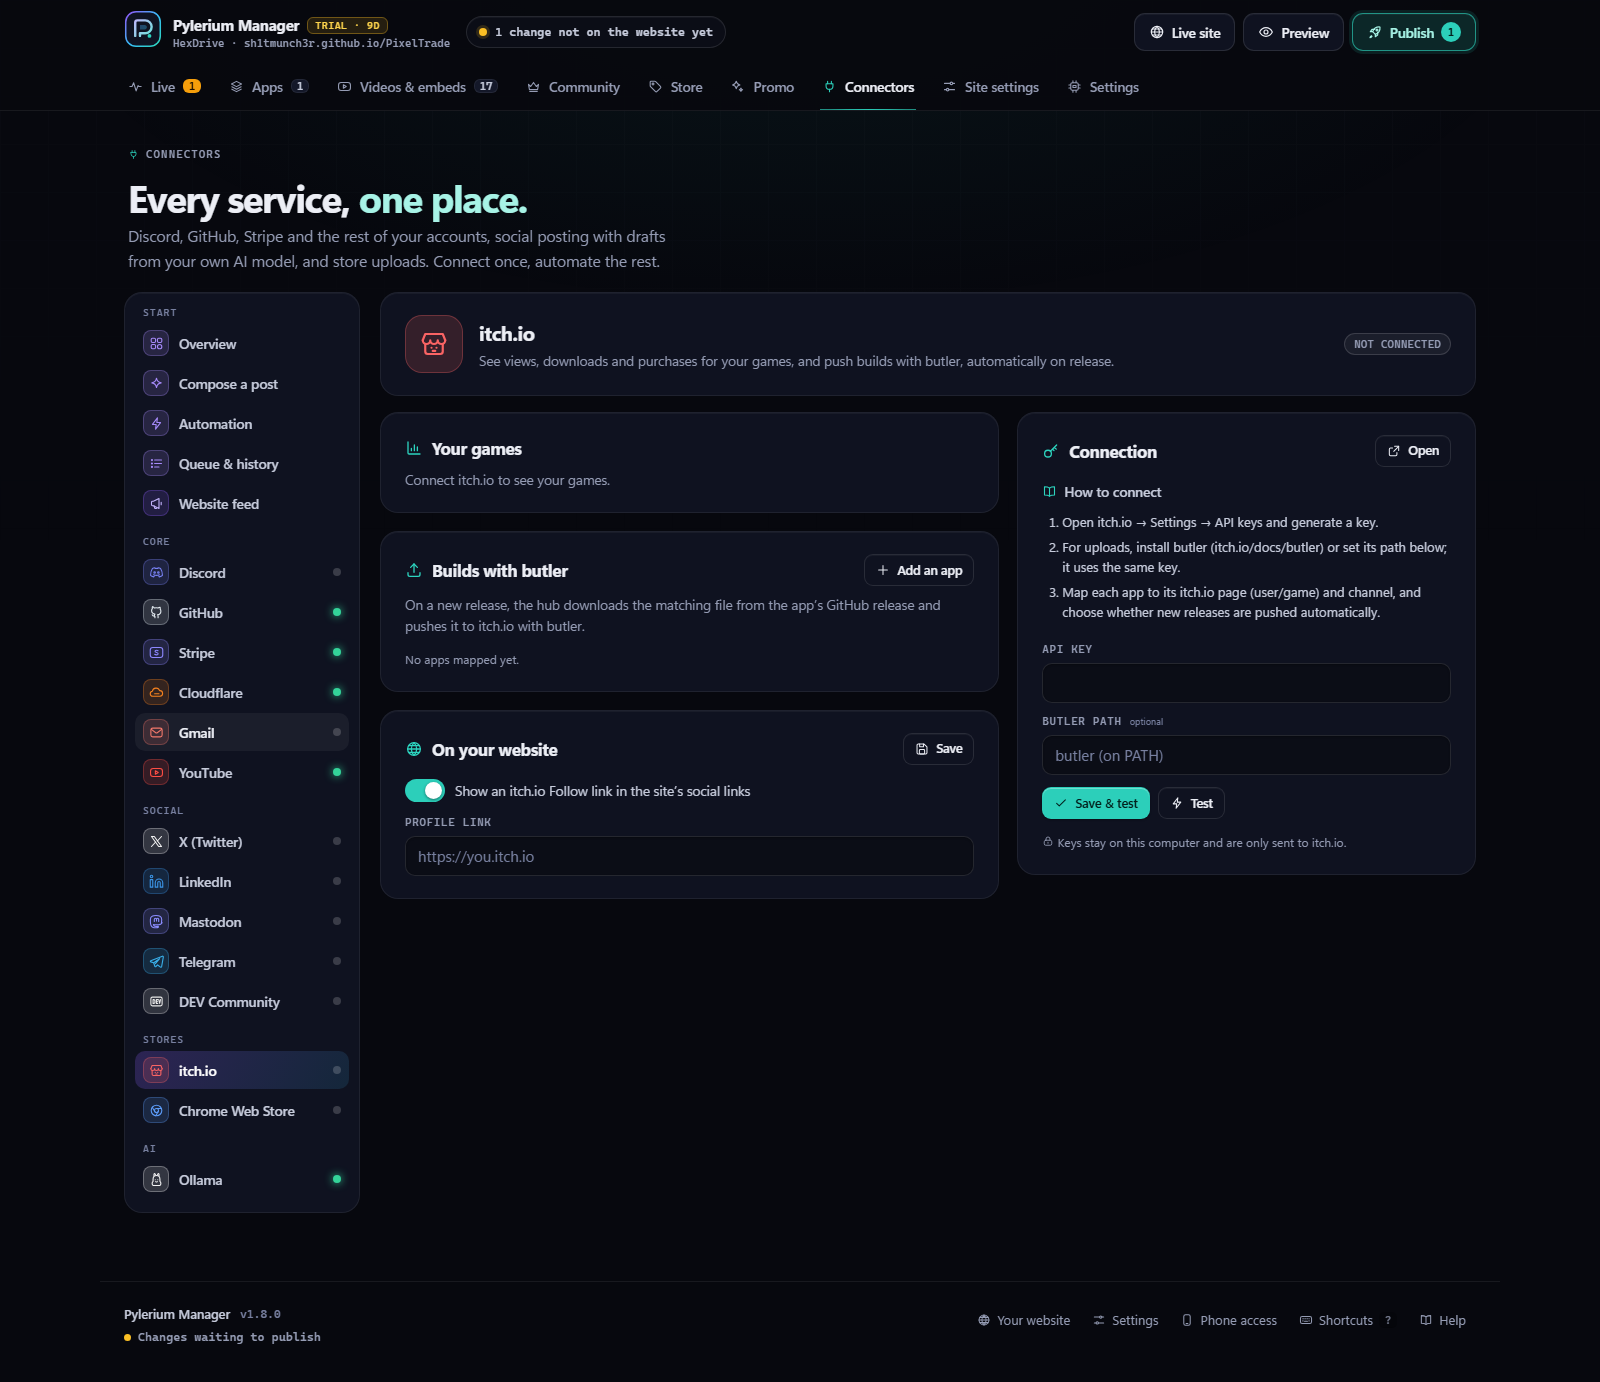 Pylerium Manager TRIAL · 9D
HexDrive · sh1tmunch3r.github.io/PixelTrade
1 change not on the website yet
Live site
Preview
Publish 1
Live 1
Apps 1
Videos & embeds 17
Community
Store
Promo
Connectors
Site settings
Settings
CONNECTORS
Every service, one place.
Discord, GitHub, Stripe and the rest of your accounts, social posting with drafts
from your own AI model, and store uploads. Connect once, automate the rest.
START
Overview
Compose a post
Automation
Queue & history
Website feed
CORE
Discord
GitHub
Stripe
Cloudflare
Gmail
YouTube
SOCIAL
X (Twitter)
LinkedIn
Mastodon
Telegram
DEV Community
STORES
itch.io
Chrome Web Store
AI
Ollama
itch.io
See views, downloads and purchases for your games, and push builds with butler, automatically on release.
NOT CONNECTED
Your games
Connect itch.io to see your games.
Builds with butler
Add an app
On a new release, the hub downloads the matching file from the app's GitHub release and
pushes it to itch.io with butler.
No apps mapped yet.
On your website
Save
Show an itch.io Follow link in the site's social links
PROFILE LINK
https://you.itch.io
Connection
Open
How to connect
1. Open itch.io → Settings → API keys and generate a key.
2. For uploads, install butler (itch.io/docs/butler) or set its path below;
it uses the same key.
3. Map each app to its itch.io page (user/game) and channel, and
choose whether new releases are pushed automatically.
API KEY
BUTLER PATH optional
butler (on PATH)
Save & test
Test
Keys stay on this computer and are only sent to itch.io.
Pylerium Manager v1.8.0
Changes waiting to publish
Your website
Settings
Phone access
Shortcuts ?
Help